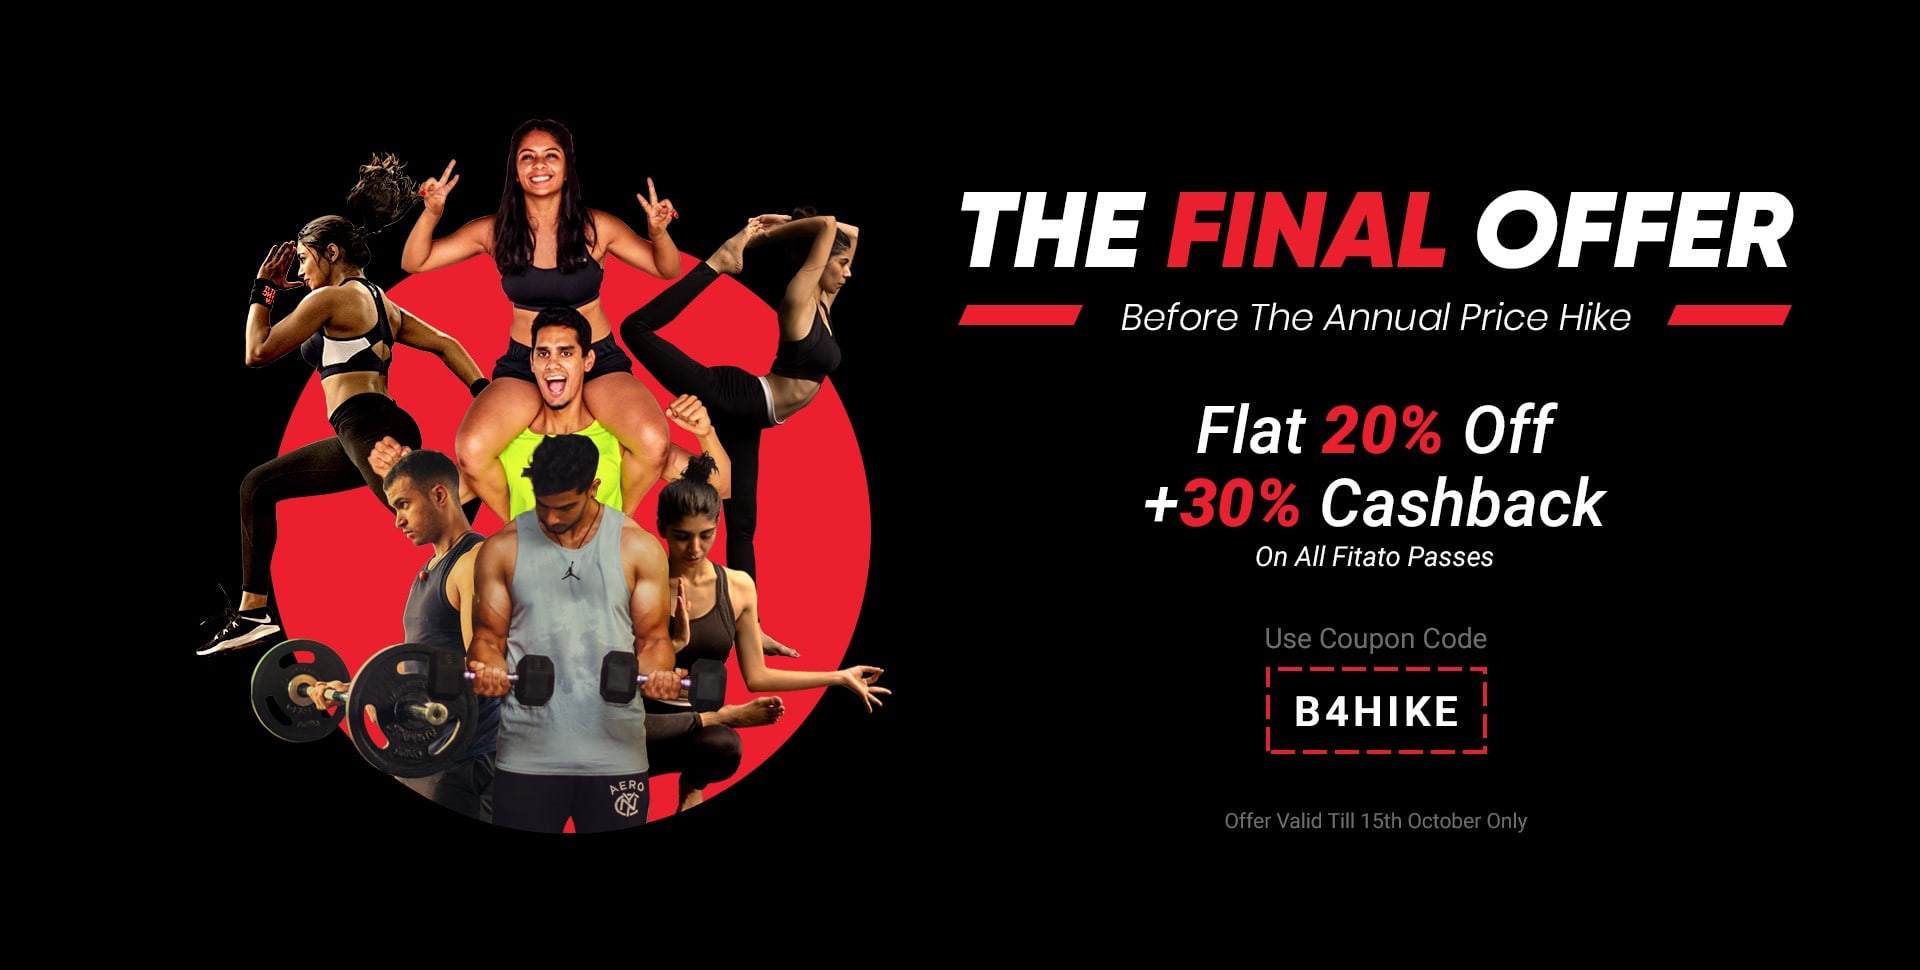 THE FINAL OFFER
Before The Annual Price Hike
Flat 20% Off
+30% Cashback
On All Fitato Passes
Use Coupon Code
B4HIKE
Offer Valid Till 15th October Only
AERO